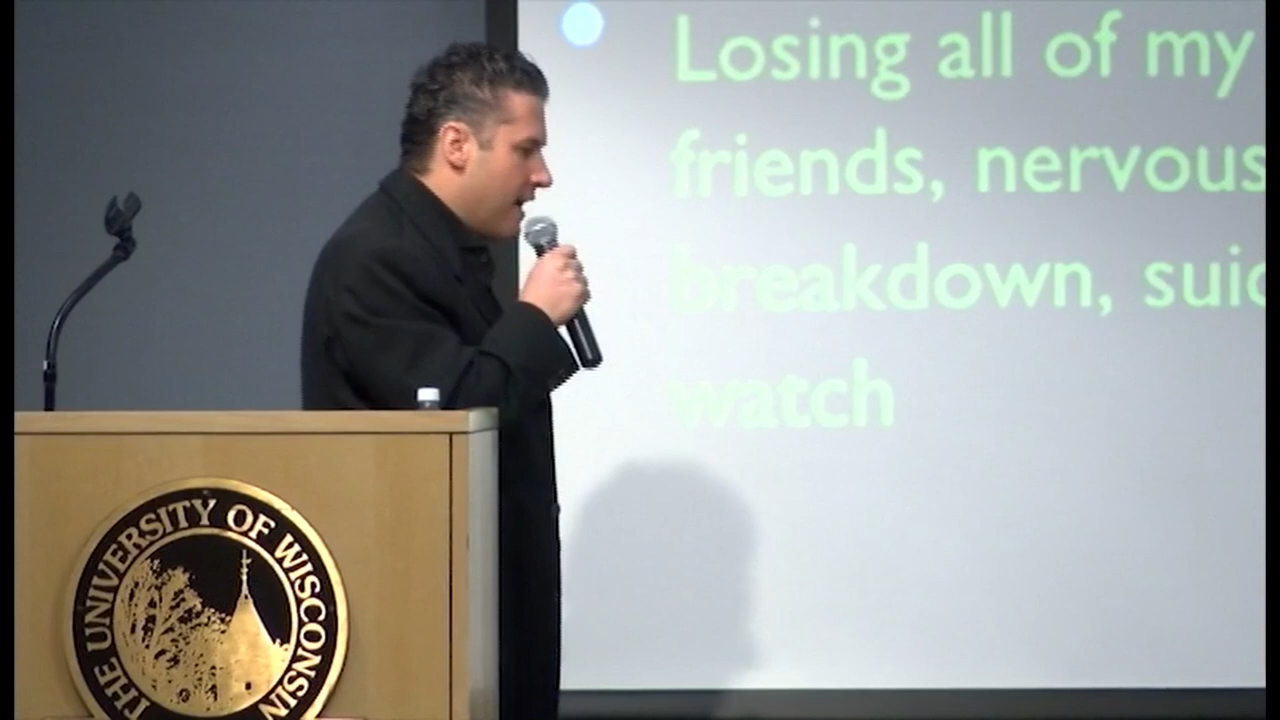 Losing all of my
friends, nervous
breakdown, suic
watch
THE UNIVERSITY OF WISCONSIN